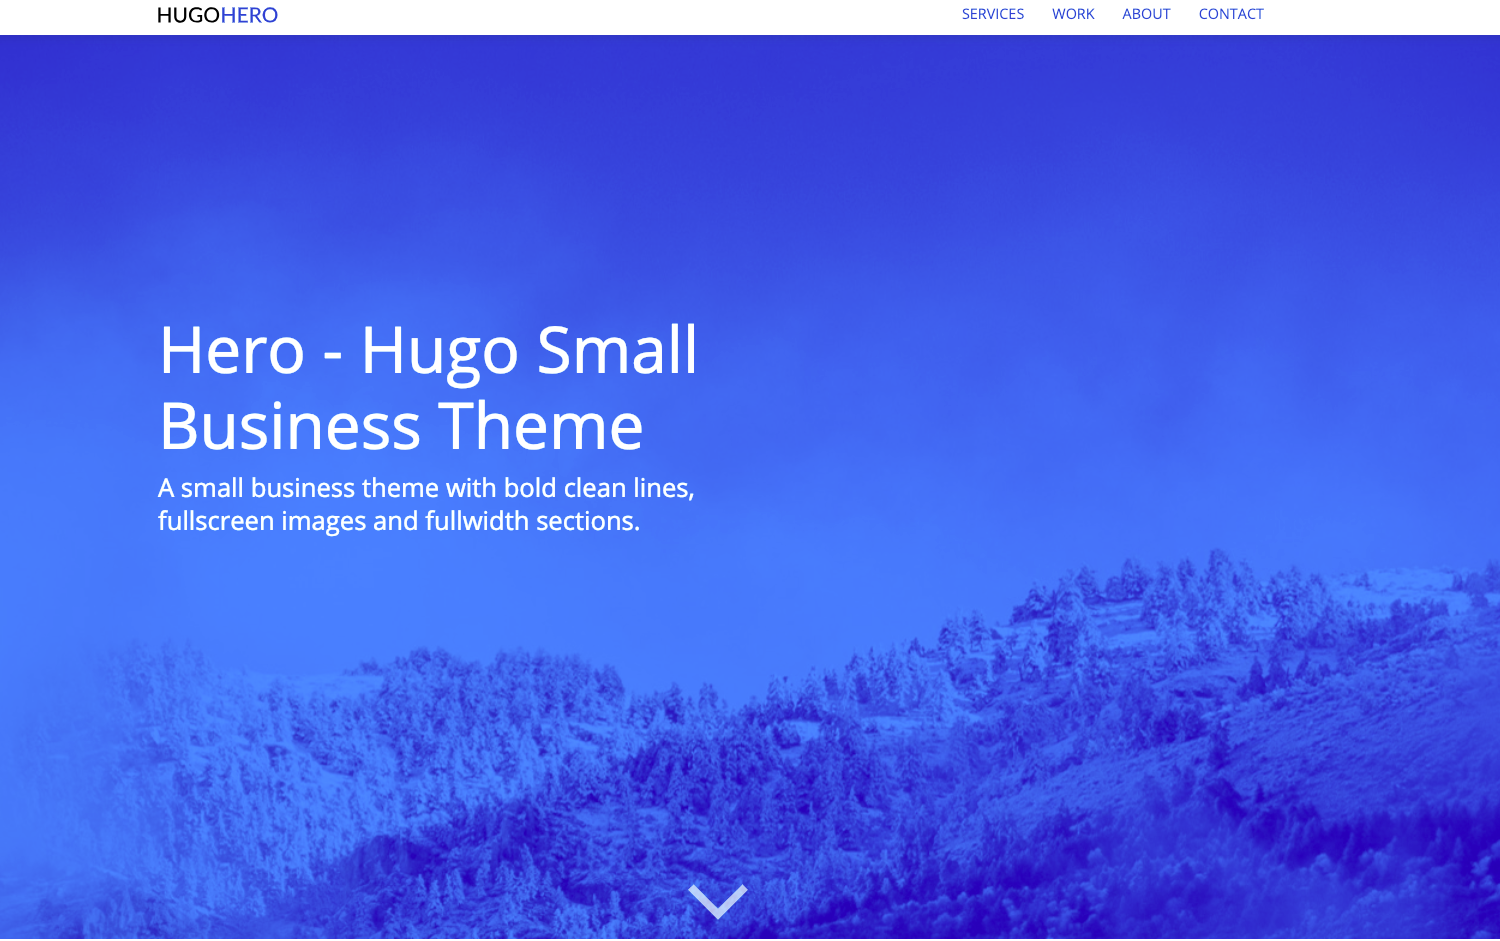 HUGOHERO
SERVICES WORK ABOUT CONTACT
Hero - Hugo Small
Business Theme
A small business theme with bold clean lines,
fullscreen images and fullwidth sections.